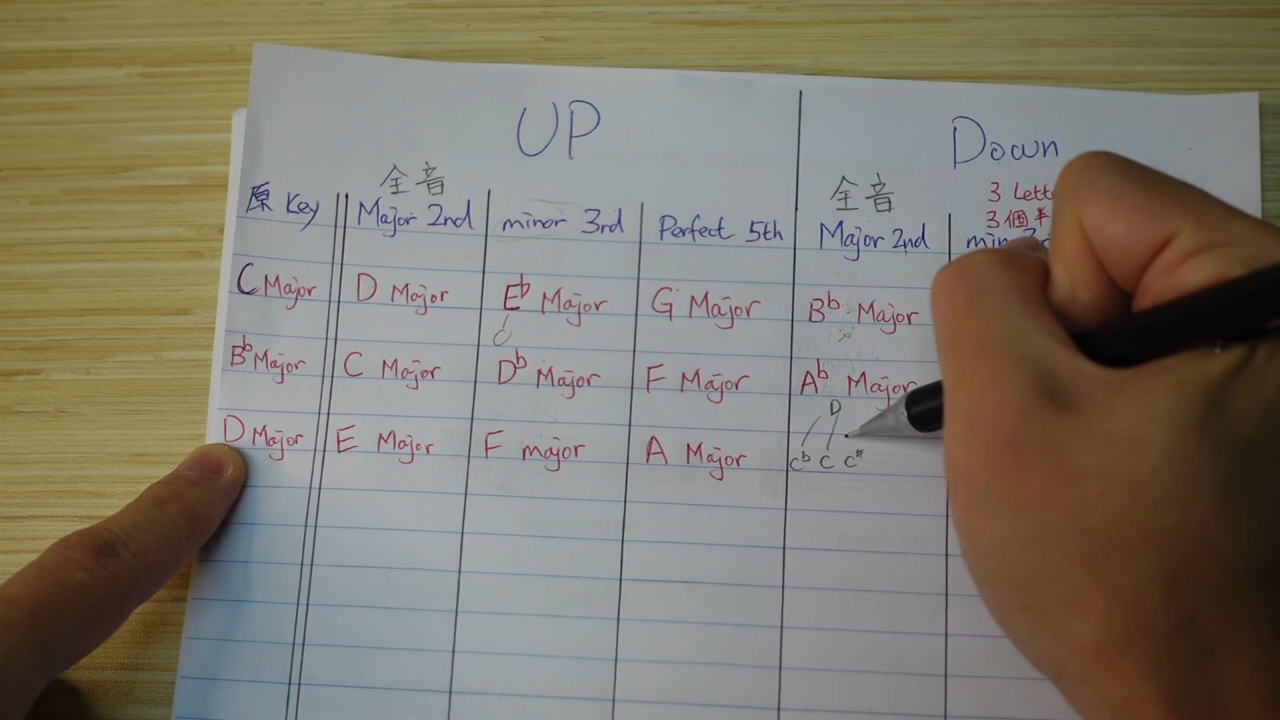 UP
Down
全音
全音
3
3個半
原 Key
Major 2nd
minor 3rd
Perfect 5th
Major 2nd
C Major
D Major
E♭ Major
G Major
B♭ Major
C
B♭ Major
C Major
D♭ Major
F Major
A♭ Major
D
D Major
E Major
F major
A Major
C♭ C C#